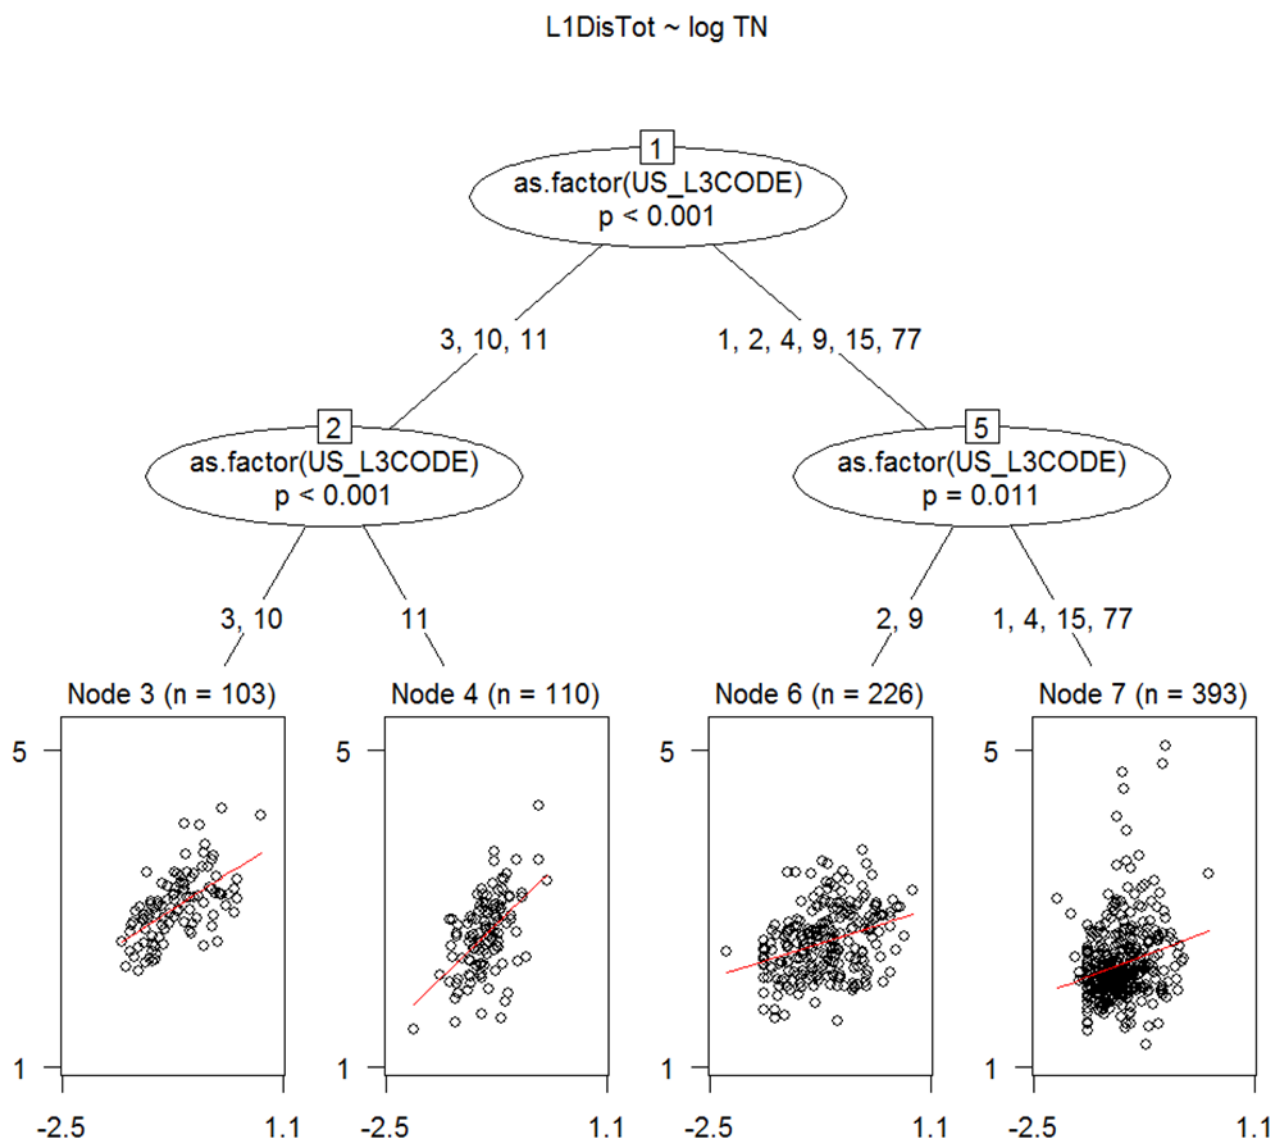 L1DisTot ~ log TN
1
as.factor(US_L3CODE)
p < 0.001
3, 10, 11
1, 2, 4, 9, 15, 77
2
as.factor(US_L3CODE)
p < 0.001
5
as.factor(US_L3CODE)
p = 0.011
3, 10
11
2, 9
1, 4, 15, 77
Node 3 (n = 103)
Node 4 (n = 110)
Node 6 (n = 226)
Node 7 (n = 393)
5
1
-2.5
1.1
5
1
-2.5
1.1
5
1
-2.5
1.1
5
1
-2.5
1.1